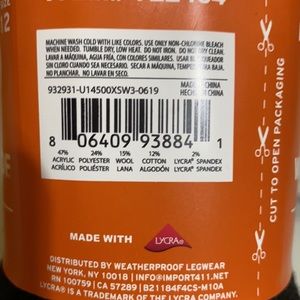 MACHINE WASH COLD WITH LIKE COLORS. USE ONLY NON-CHLORINE BLEACH
WHEN NEEDED. TUMBLE DRY, LOW HEAT. DO NOT IRON. DO NOT DRY CLEAN.
LAVAR A MÁQUINA, AGUA FRÍA, CON COLORES SIMILARES. USAR BLANQUEADOR
SIN CLORO CUANDO SEA NECESARIO. SECAR A MÁQUINA, TEMPERATURA BAJA.
NO PLANCHAR. NO LAVAR EN SECO.
MADE IN CHINA
932931-U14500XSW3-0619 HECHO EN CHINA
8 06409 93884 1
47% 24% 15% 12% 2%
ACRYLIC POLYESTER WOOL COTTON LYCRA® SPANDEX
ACRÍLICO POLIÉSTER LANA ALGODÓN LYCRA® SPANDEX
MADE WITH LYCRA®
DISTRIBUTED BY WEATHERPROOF LEGWEAR
NEW YORK, NY 10018 | INFO@IMPORT411.NET
RN 100759 | CA 57289 | B21184F4C5-M10A
LYCRA® IS A TRADEMARK OF THE LYCRA COMPANY.
CUT TO OPEN PACKAGING